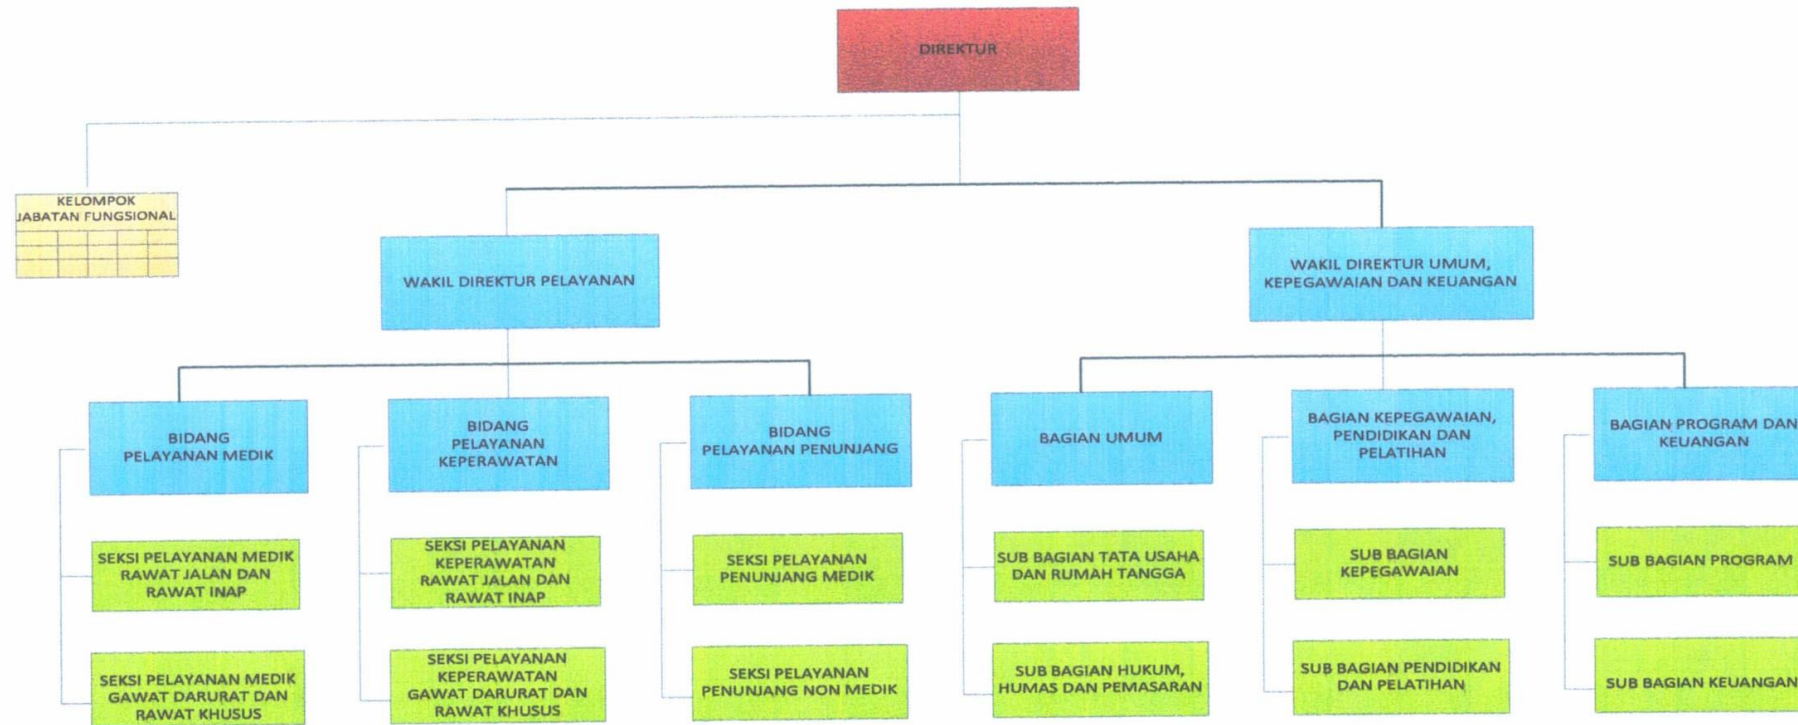 DIREKTUR
KELOMPOK
JABATAN FUNGSIONAL
WAKIL DIREKTUR PELAYANAN
WAKIL DIREKTUR UMUM,
KEPEGAWAIAN DAN KEUANGAN
BIDANG
PELAYANAN MEDIK
BIDANG
PELAYANAN
KEPERAWATAN
BIDANG
PELAYANAN PENUNJANG
BAGIAN UMUM
BAGIAN KEPEGAWAIAN,
PENDIDIKAN DAN
PELATIHAN
BAGIAN PROGRAM DAN
KEUANGAN
SEKSI PELAYANAN MEDIK
RAWAT JALAN DAN
RAWAT INAP
SEKSI PELAYANAN
KEPERAWATAN
RAWAT JALAN DAN
RAWAT INAP
SEKSI PELAYANAN
PENUNJANG MEDIK
SUB BAGIAN TATA USAHA
DAN RUMAH TANGGA
SUB BAGIAN
KEPEGAWAIAN
SUB BAGIAN PROGRAM
SEKSI PELAYANAN MEDIK
GAWAT DARURAT DAN
RAWAT KHUSUS
SEKSI PELAYANAN
KEPERAWATAN
GAWAT DARURAT DAN
RAWAT KHUSUS
SEKSI PELAYANAN
PENUNJANG NON MEDIK
SUB BAGIAN HUKUM,
HUMAS DAN PEMASARAN
SUB BAGIAN PENDIDIKAN
DAN PELATIHAN
SUB BAGIAN KEUANGAN